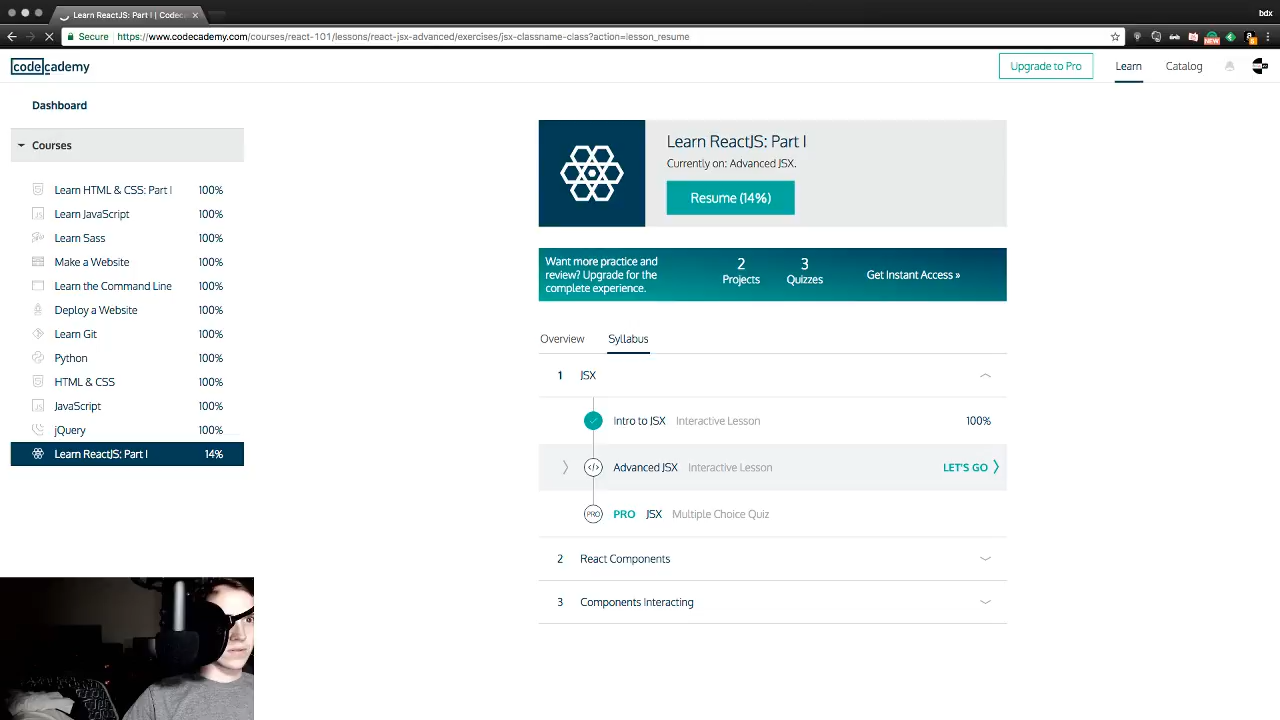 Learn ReactJS: Part I | Codec
bdx
Secure
https://www.codecademy.com/courses/react-101/lessons/react-jsx-advanced/exercises/jsx-classname-class?action=lesson_resume
NEW
codecademy
Upgrade to Pro
Learn
Catalog
Dashboard
Courses
Learn HTML & CSS: Part I 100%
Learn JavaScript 100%
Learn Sass 100%
Make a Website 100%
Learn the Command Line 100%
Deploy a Website 100%
Learn Git 100%
Python 100%
HTML & CSS 100%
JavaScript 100%
jQuery 100%
Learn ReactJS: Part I 14%
Learn ReactJS: Part I
Currently on: Advanced JSX.
Resume (14%)
Want more practice and
review? Upgrade for the
complete experience.
2
Projects
3
Quizzes
Get Instant Access »
Overview
Syllabus
1 JSX
Intro to JSX Interactive Lesson 100%
</> Advanced JSX Interactive Lesson LET'S GO
PRO PRO JSX Multiple Choice Quiz
2 React Components
3 Components Interacting